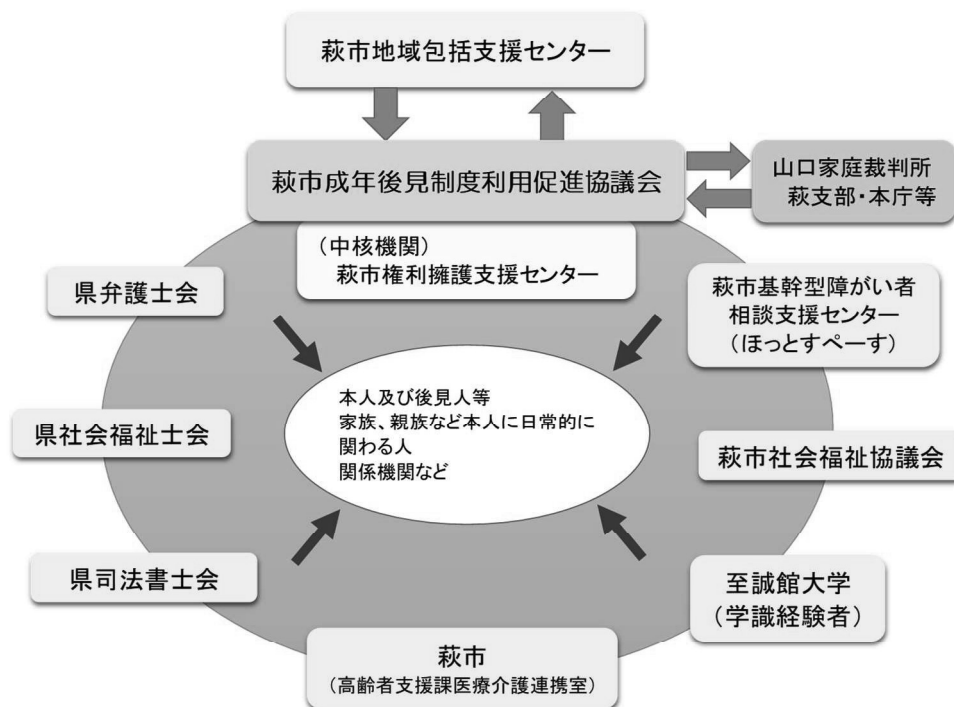 萩市地域包括支援センター
萩市成年後見制度利用促進協議会
山口家庭裁判所
萩支部・本庁等
（中核機関）
萩市権利擁護支援センター
県弁護士会
萩市基幹型障がい者
相談支援センター
（ほっとすぺーす）
本人及び後見人等
家族、親族など本人に日常的に
関わる人
関係機関など
県社会福祉士会
萩市社会福祉協議会
県司法書士会
至誠館大学
（学識経験者）
萩市
（高齢者支援課医療介護連携室）